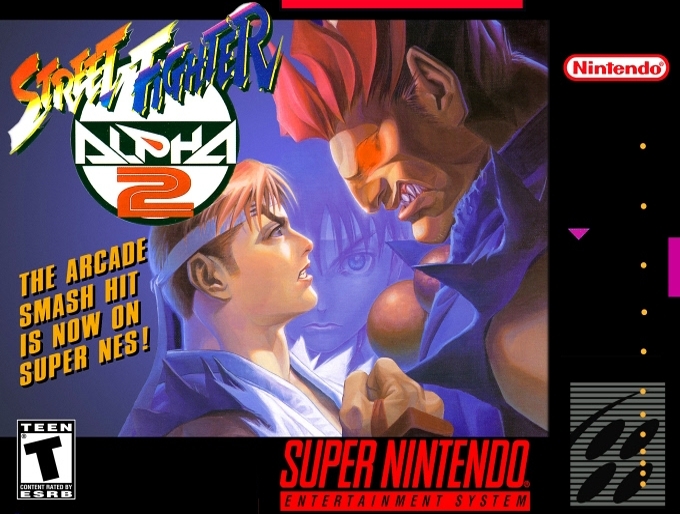 STREET FIGHTER
ALPHA
2
THE ARCADE
SMASH HIT
IS NOW ON
SUPER NES!
Nintendo®
TEEN
T
®
CONTENT RATED BY
ESRB
SUPER NINTENDO®
ENTERTAINMENT SYSTEM